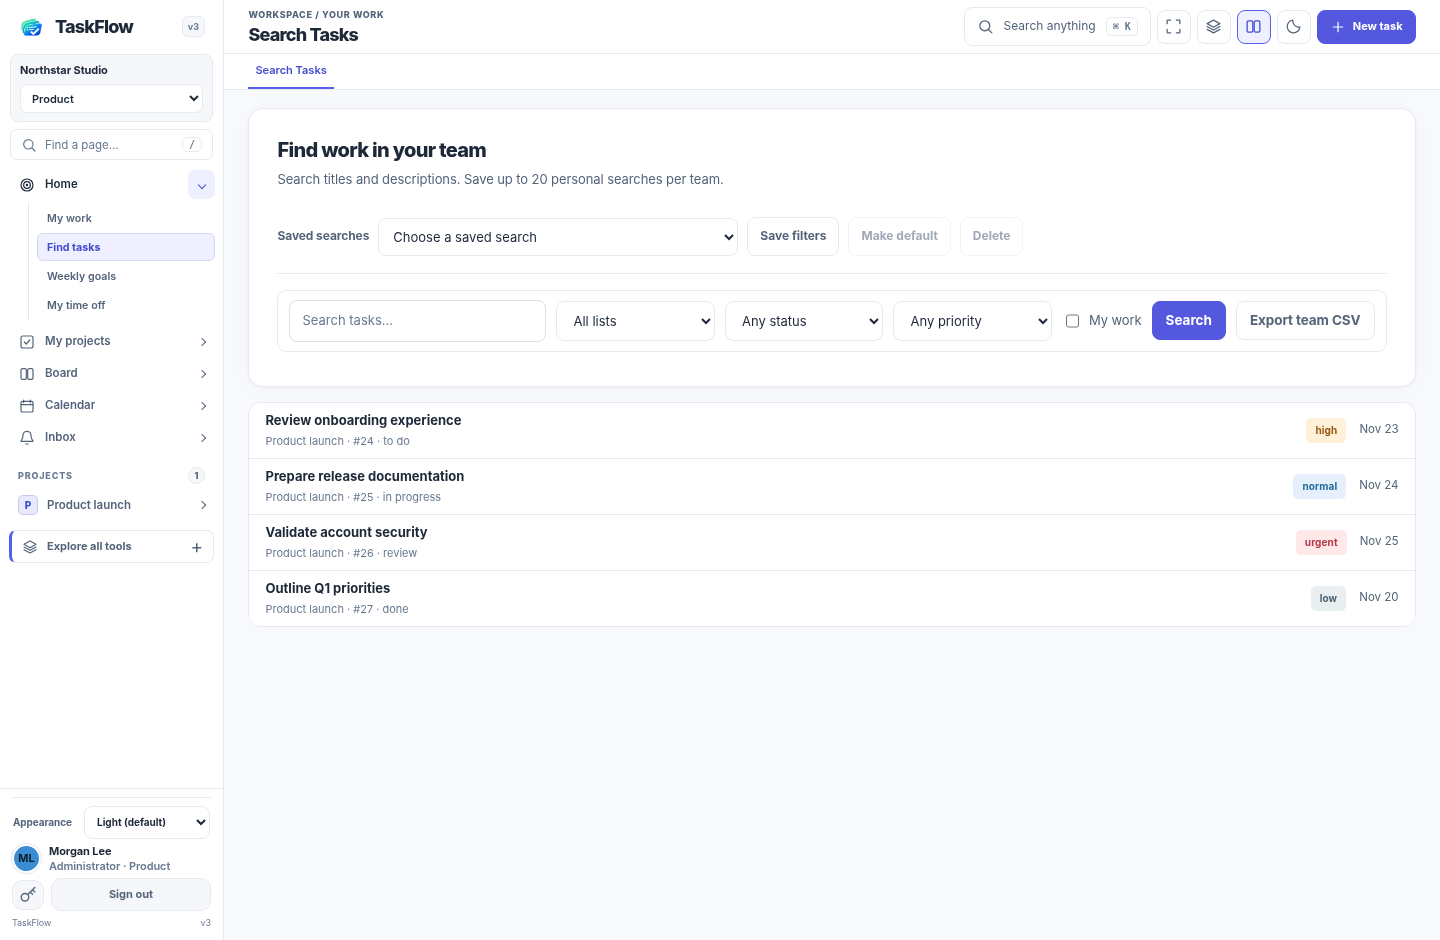 TaskFlow
v3
Northstar Studio
Product
Find a page...
/
Home
My work
Find tasks
Weekly goals
My time off
My projects
Board
Calendar
Inbox
PROJECTS
1
P
Product launch
Explore all tools
Appearance
Light (default)
ML
Morgan Lee
Administrator · Product
Sign out
TaskFlow
v3
WORKSPACE / YOUR WORK
Search Tasks
Search anything
⌘ K
New task
Search Tasks
Find work in your team
Search titles and descriptions. Save up to 20 personal searches per team.
Saved searches
Choose a saved search
Save filters
Make default
Delete
Search tasks...
All lists
Any status
Any priority
My work
Search
Export team CSV
Review onboarding experience
Product launch · #24 · to do
high
Nov 23
Prepare release documentation
Product launch · #25 · in progress
normal
Nov 24
Validate account security
Product launch · #26 · review
urgent
Nov 25
Outline Q1 priorities
Product launch · #27 · done
low
Nov 20